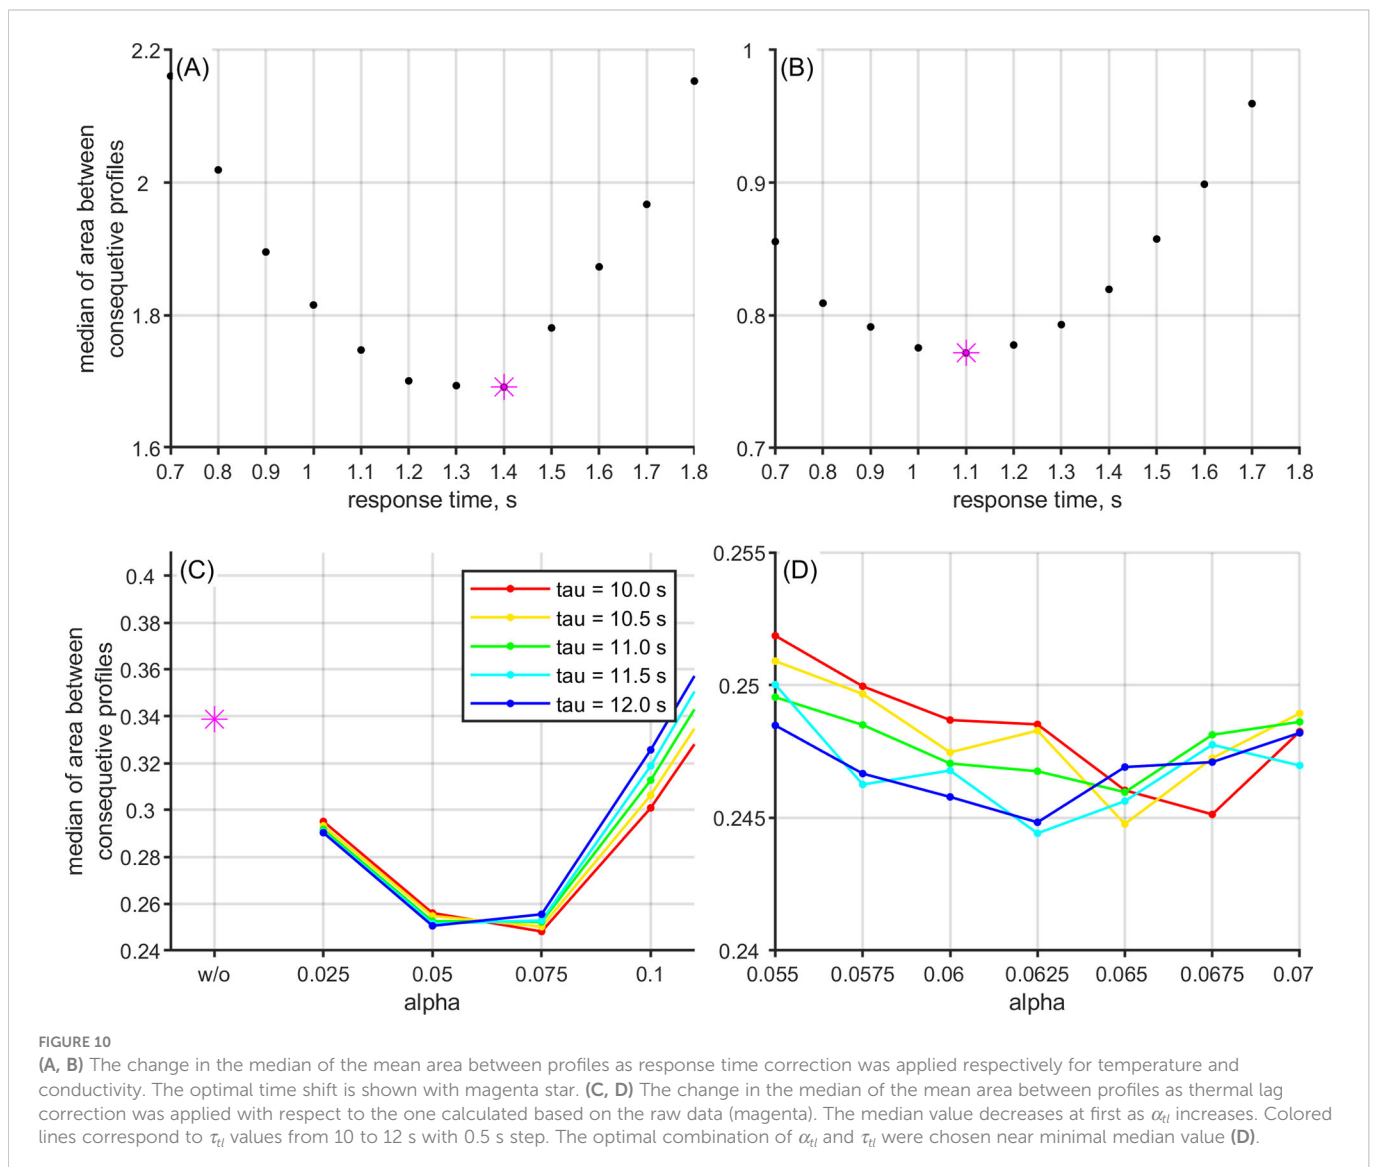 (A)
2.2
2
1.8
1.6
median of area between
consequetive profiles
0.7 0.8 0.9 1 1.1 1.2 1.3 1.4 1.5 1.6 1.7 1.8
response time, s
(B)
1
0.9
0.8
0.7
0.7 0.8 0.9 1 1.1 1.2 1.3 1.4 1.5 1.6 1.7 1.8
response time, s
(C)
0.4
0.38
0.36
0.34
0.32
0.3
0.28
0.26
0.24
median of area between
consequetive profiles
tau = 10.0 s
tau = 10.5 s
tau = 11.0 s
tau = 11.5 s
tau = 12.0 s
w/o 0.025 0.05 0.075 0.1
alpha
(D)
0.255
0.25
0.245
0.24
0.055 0.0575 0.06 0.0625 0.065 0.0675 0.07
alpha
FIGURE 10
(A, B) The change in the median of the mean area between profiles as response time correction was applied respectively for temperature and
conductivity. The optimal time shift is shown with magenta star. (C, D) The change in the median of the mean area between profiles as thermal lag
correction was applied with respect to the one calculated based on the raw data (magenta). The median value decreases at first as α_tl increases. Colored
lines correspond to τ_tl values from 10 to 12 s with 0.5 s step. The optimal combination of α_tl and τ_tl were chosen near minimal median value (D).